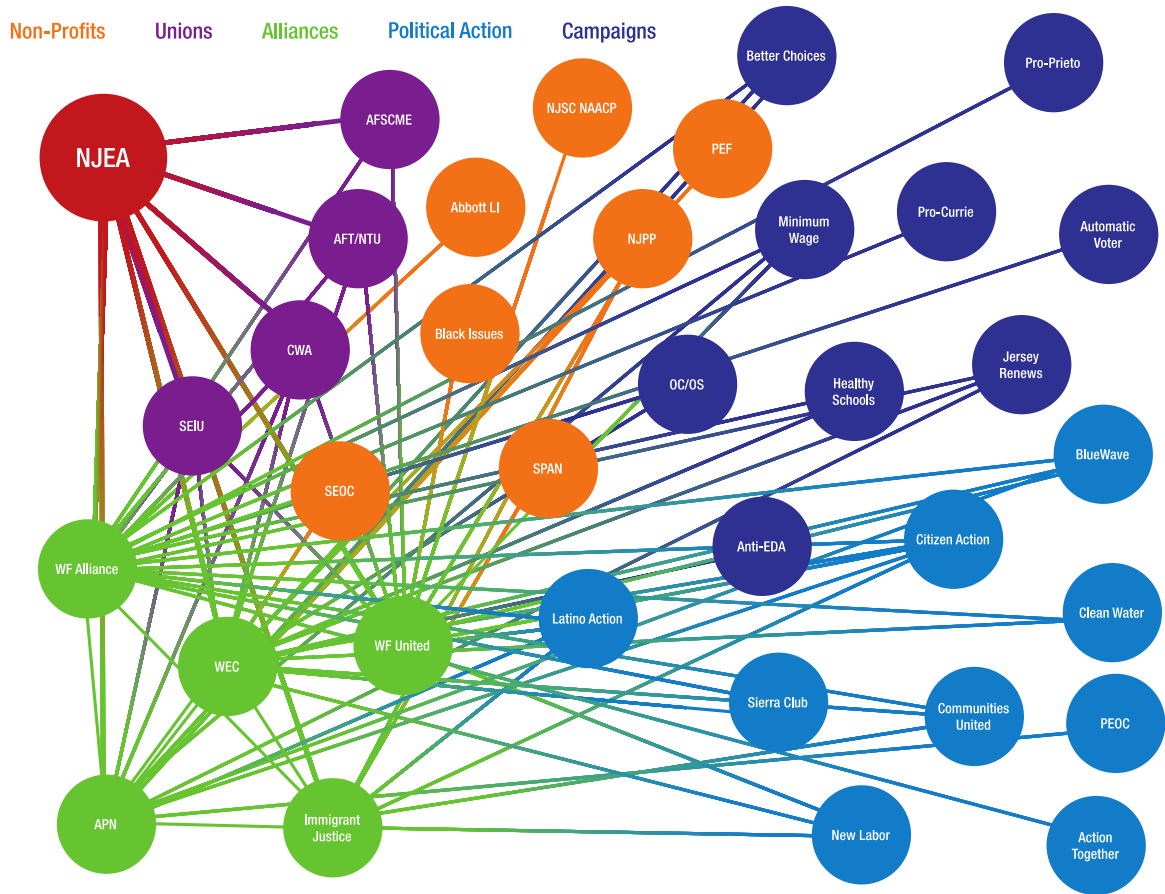 Non-Profits Unions Alliances Political Action Campaigns
Better Choices
Pro-Prieto
NJSC NAACP
AFSCME
PEF
NJEA
Abbott LI
Pro-Currie
Minimum
Wage
Automatic
Voter
AFT/NTU
NJPP
Black Issues
CWA
Jersey
Renews
OC/OS
Healthy
Schools
SEIU
BlueWave
SPAN
SEOC
Citizen Action
Anti-EDA
WF Alliance
Clean Water
Latino Action
WF United
WEC
Sierra Club
Communities
United
PEOC
APN
Immigrant
Justice
New Labor
Action
Together